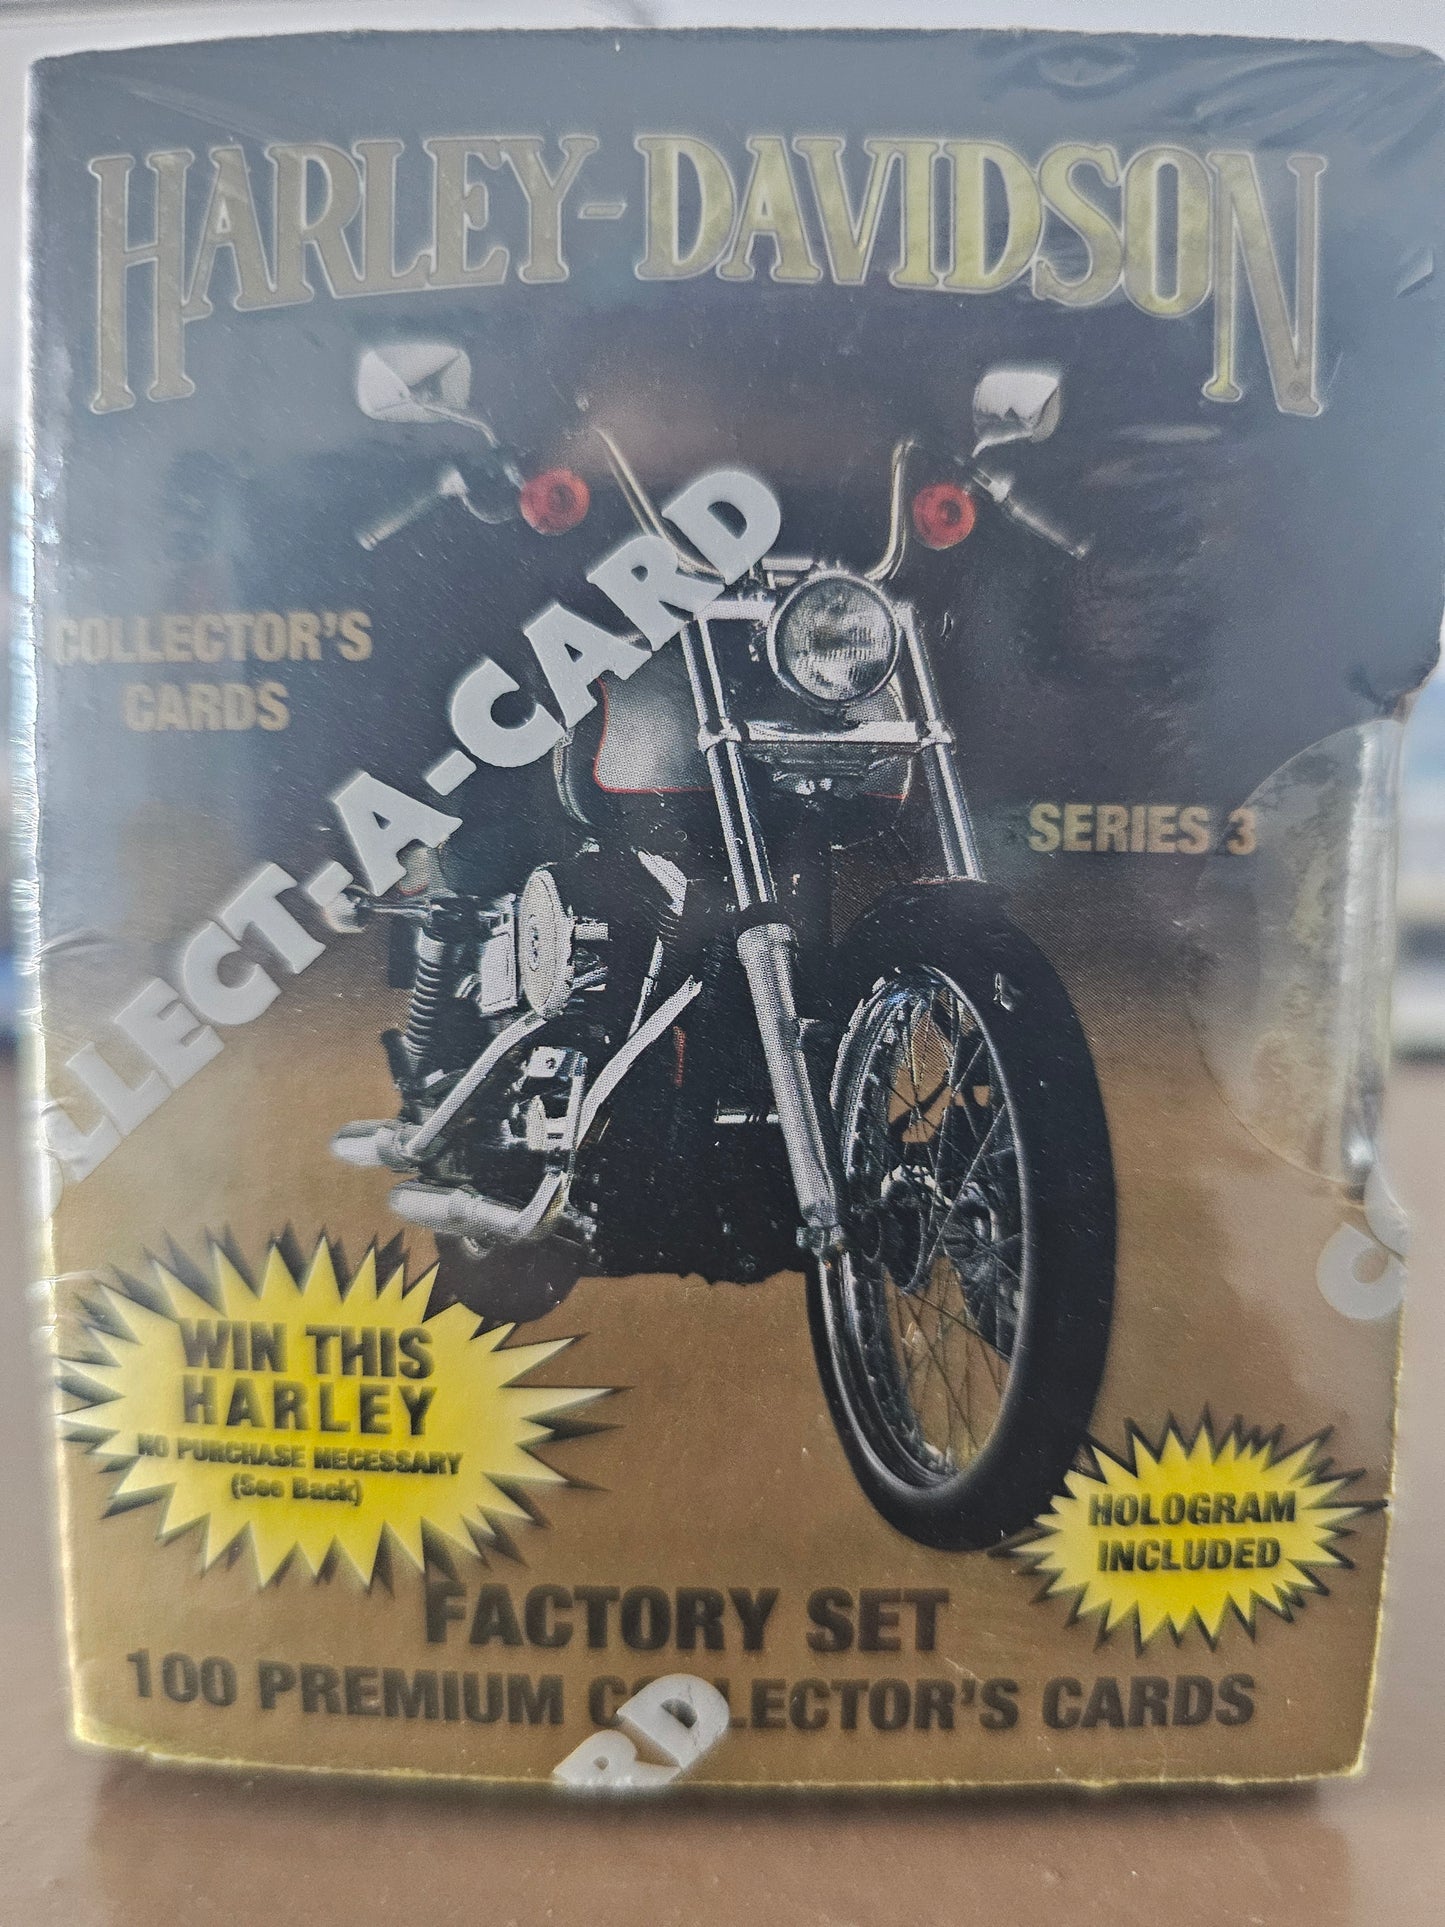 HARLEY-DAVIDSON
COLLECT-A-CARD
COLLECTOR'S
CARDS
SERIES 3
WIN THIS
HARLEY
NO PURCHASE NECESSARY
(See Back)
HOLOGRAM
INCLUDED
FACTORY SET
100 PREMIUM COLLECTOR'S CARDS
RD
C